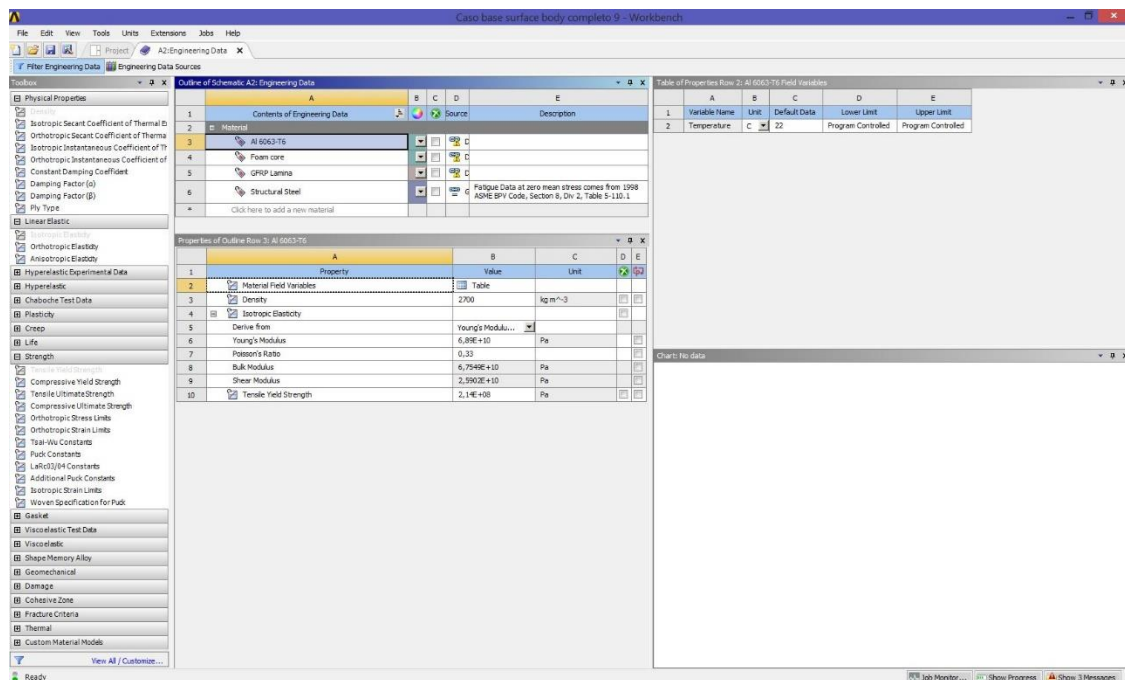 Caso base surface body completo 9 - Workbench
File Edit View Tools Units Extensions Jobs Help
Project A2:Engineering Data X
Filter Engineering Data Engineering Data Sources
Toolbox
Physical Properties
Density
Isotropic Secant Coefficient of Thermal E
Orthotropic Secant Coefficient of Therma
Isotropic Instantaneous Coefficient of Th
Orthotropic Instantaneous Coefficient of
Constant Damping Coefficient
Damping Factor (α)
Damping Factor (β)
Ply Type
Linear Elastic
Isotropic Elasticity
Orthotropic Elasticity
Anisotropic Elasticity
Hyperelastic Experimental Data
Hyperelastic
Chaboche Test Data
Plasticity
Creep
Life
Strength
Tensile Yield Strength
Compressive Yield Strength
Tensile Ultimate Strength
Compressive Ultimate Strength
Orthotropic Stress Limits
Orthotropic Strain Limits
Tsai-Wu Constants
Puck Constants
LaRc03/04 Constants
Additional Puck Constants
Isotropic Strain Limits
Woven Specification for Puck
Gasket
Viscoelastic Test Data
Viscoelastic
Shape Memory Alloy
Geomechanical
Damage
Cohesive Zone
Fracture Criteria
Thermal
Custom Material Models
View All / Customize...
Outline of Schematic A2: Engineering Data
A B C D E
1 Contents of Engineering Data Source Description
2 Material
3 Al 6063-T6 D
4 Foam core D
5 GFRP Lamina D
6 Structural Steel G Fatigue Data at zero mean stress comes from 1998
ASME BPV Code, Section 8, Div 2, Table 5-110.1
* Click here to add a new material
Properties of Outline Row 3: Al 6063-T6
A B C D E
1 Property Value Unit
2 Material Field Variables Table
3 Density 2700 kg m^-3
4 Isotropic Elasticity
5 Derive from Young's Modulu...
6 Young's Modulus 6,89E+10 Pa
7 Poisson's Ratio 0,33
8 Bulk Modulus 6,7549E+10 Pa
9 Shear Modulus 2,5902E+10 Pa
10 Tensile Yield Strength 2,14E+08 Pa
Table of Properties Row 2: Al 6063-T6 Field Variables
A B C D E
1 Variable Name Unit Default Data Lower Limit Upper Limit
2 Temperature C 22 Program Controlled Program Controlled
Chart: No data
Ready
Job Monitor... Show Progress Show 3 Messages